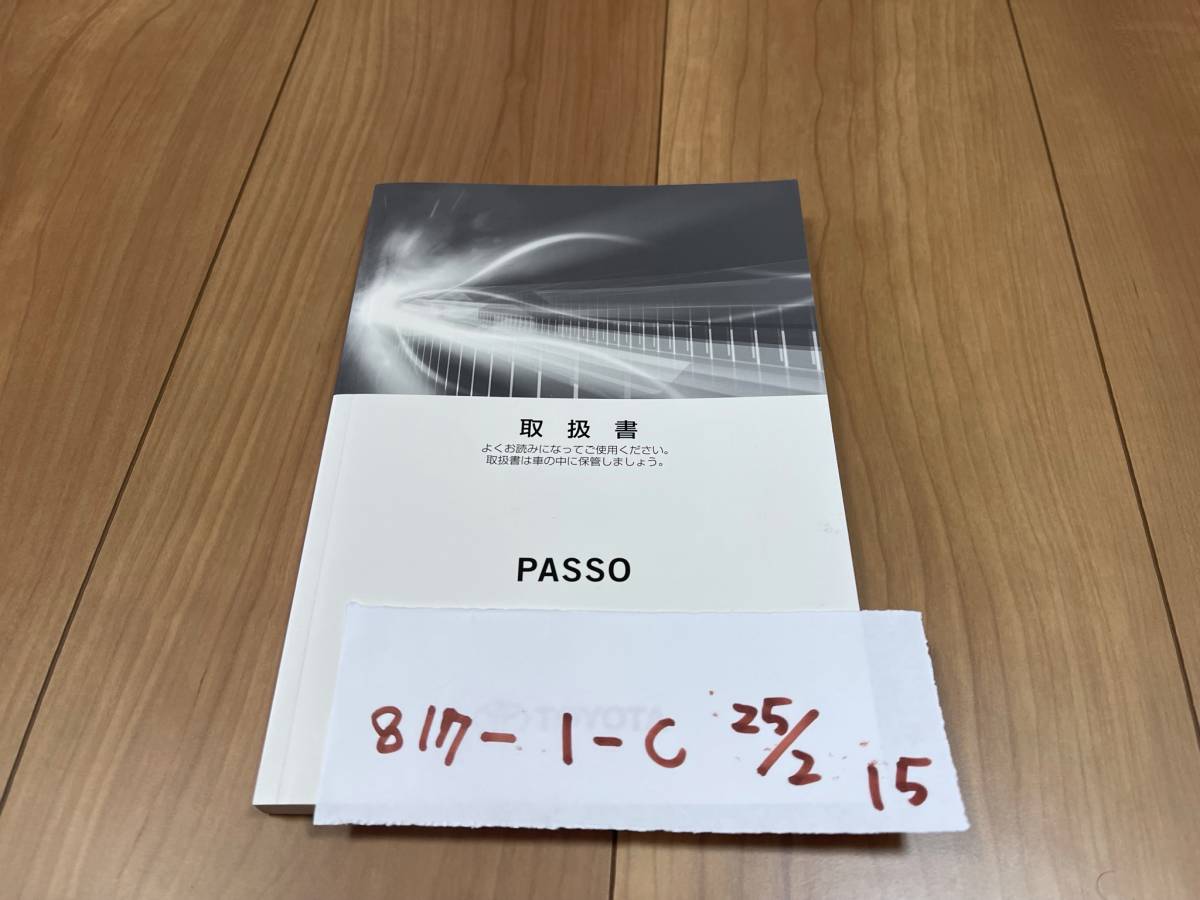 取扱書
よくお読みになってご使用ください。
取扱書は車の中に保管しましょう。
PASSO
TOYOTA
817-1-C 25/2 15